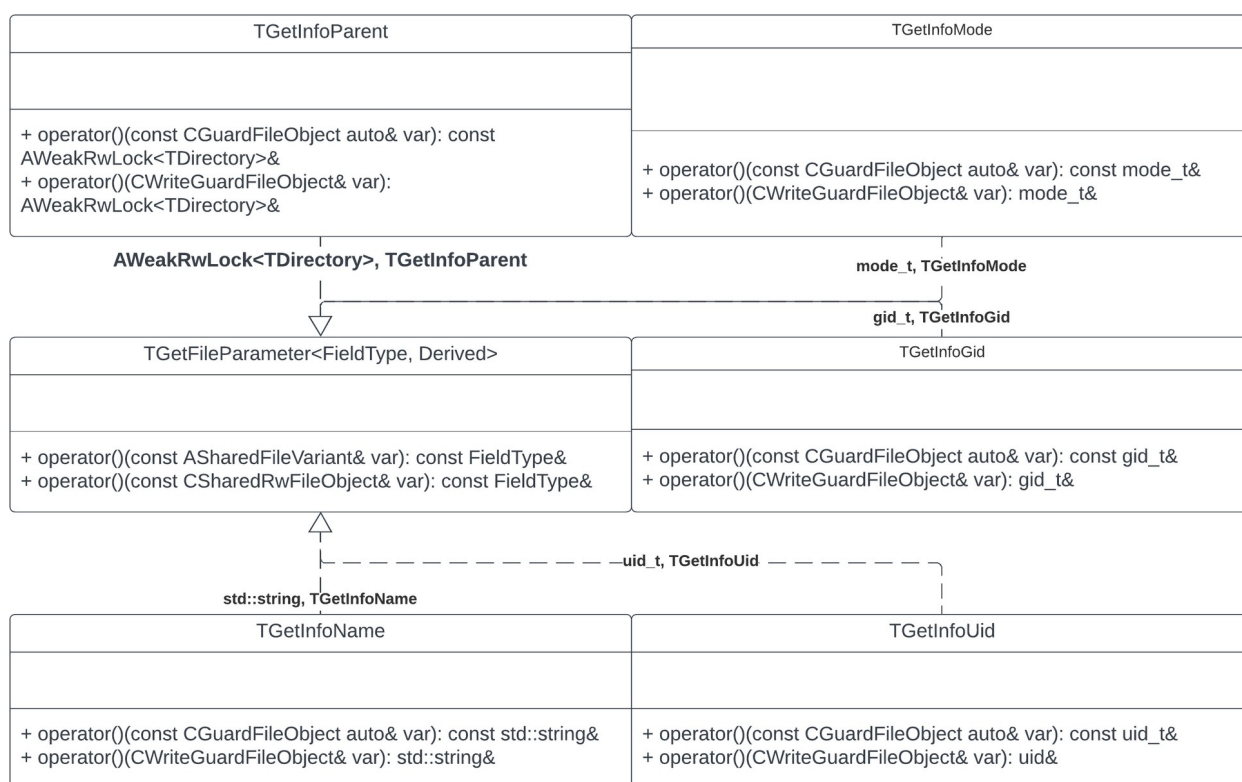 TGetInfoParent
+ operator()(const CGuardFileObject auto& var): const
AWeakRwLock<TDirectory>&
+ operator()(CWriteGuardFileObject& var):
AWeakRwLock<TDirectory>&
TGetInfoMode
+ operator()(const CGuardFileObject auto& var): const mode_t&
+ operator()(CWriteGuardFileObject& var): mode_t&
AWeakRwLock<TDirectory>, TGetInfoParent
mode_t, TGetInfoMode
gid_t, TGetInfoGid
TGetFileParameter<FieldType, Derived>
+ operator()(const ASharedFileVariant& var): const FieldType&
+ operator()(const CSharedRwFileObject& var): const FieldType&
TGetInfoGid
+ operator()(const CGuardFileObject auto& var): const gid_t&
+ operator()(CWriteGuardFileObject& var): gid_t&
uid_t, TGetInfoUid
std::string, TGetInfoName
TGetInfoName
+ operator()(const CGuardFileObject auto& var): const std::string&
+ operator()(CWriteGuardFileObject& var): std::string&
TGetInfoUid
+ operator()(const CGuardFileObject auto& var): const uid_t&
+ operator()(CWriteGuardFileObject& var): uid&